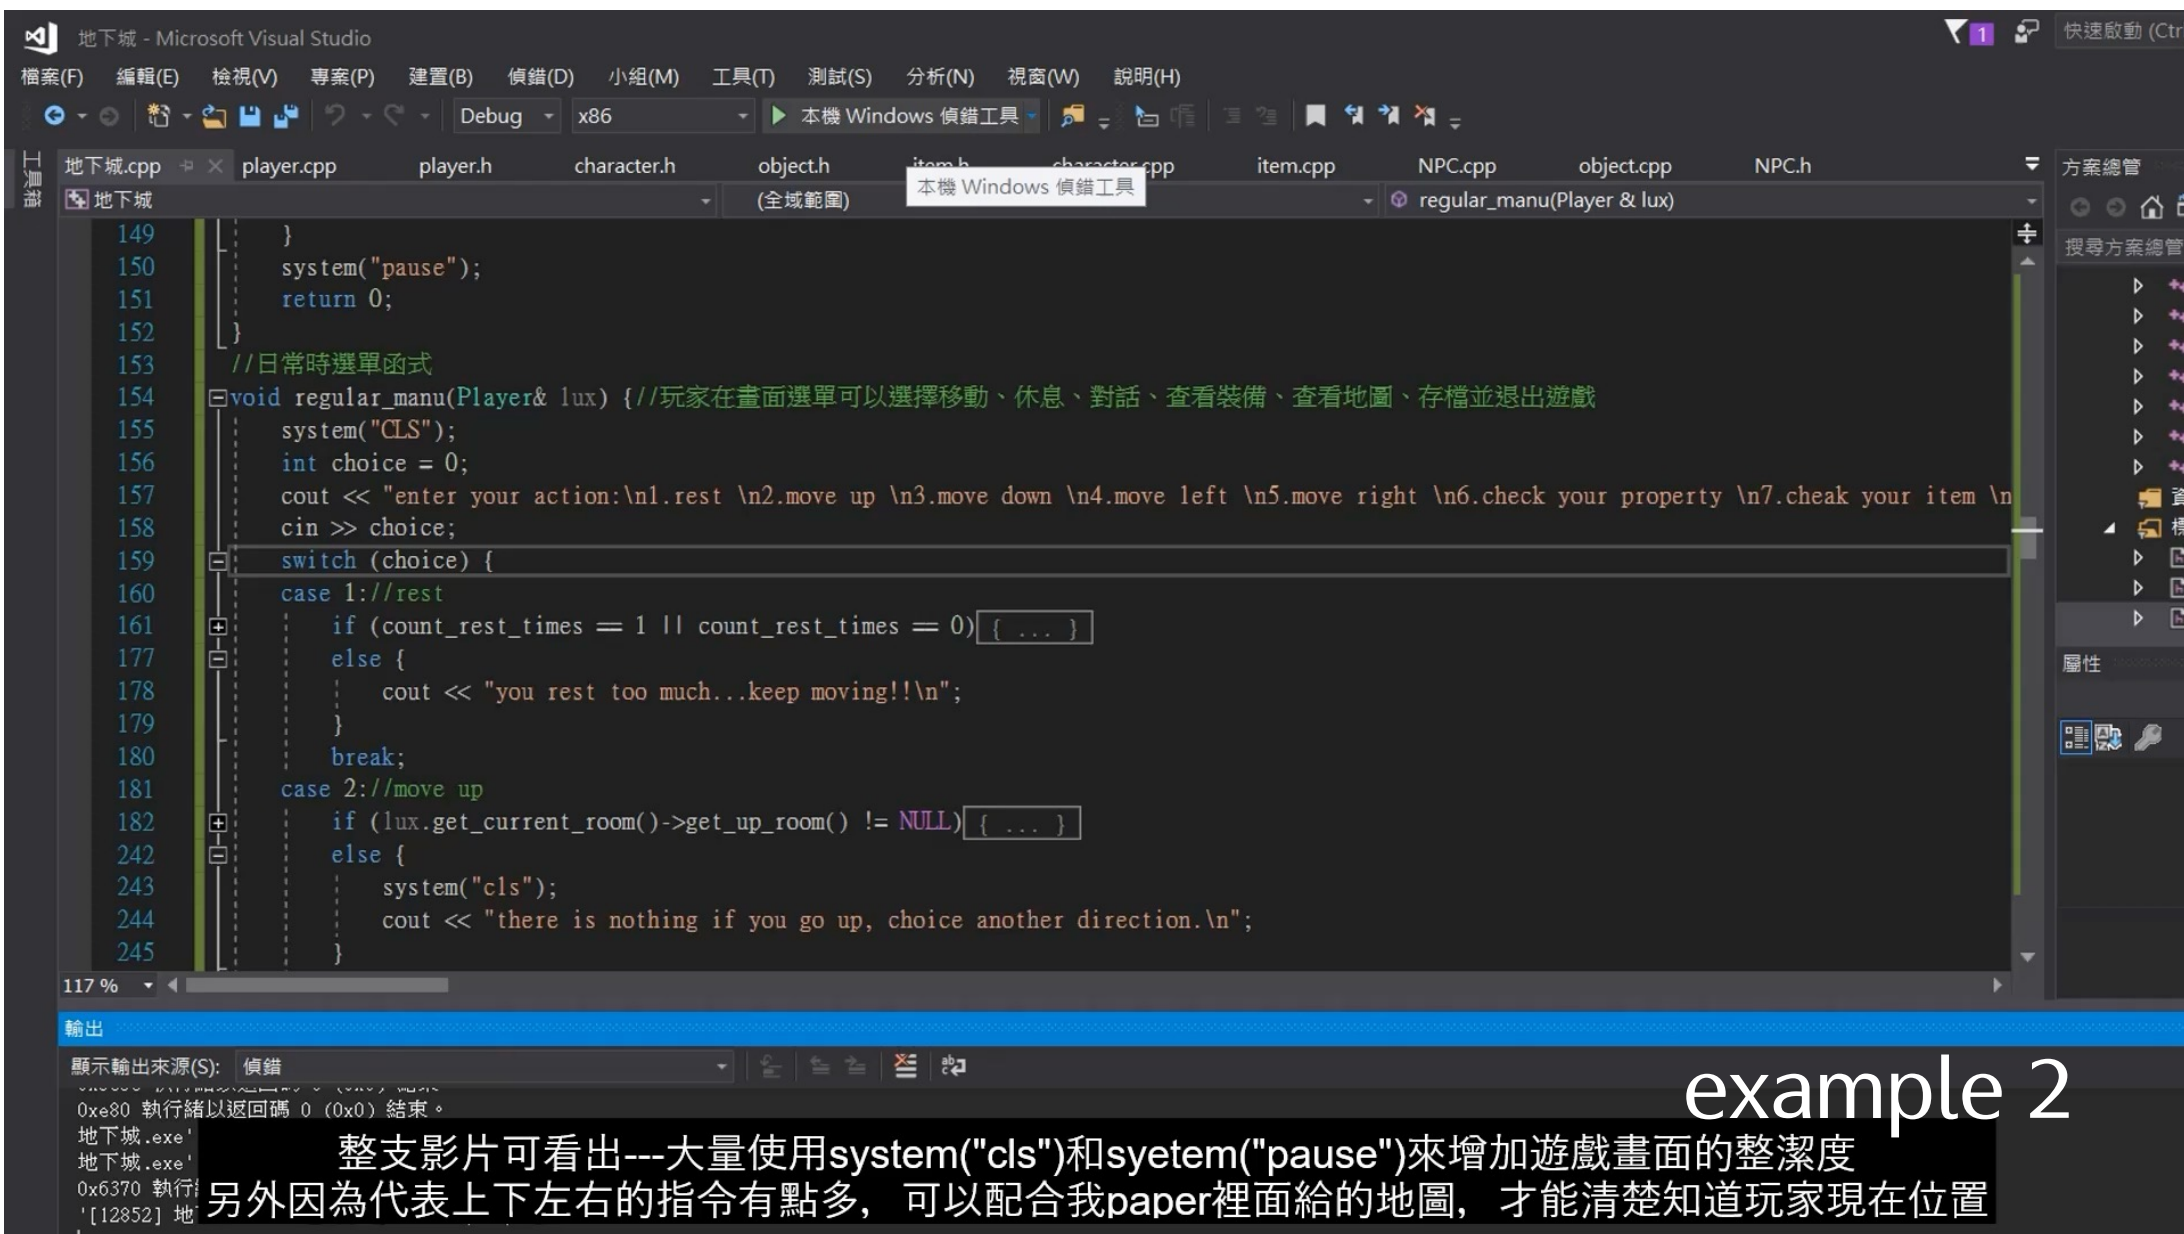 地下城 - Microsoft Visual Studio
1
快速啟動 (Ctr
檔案(F) 編輯(E) 檢視(V) 專案(P) 建置(B) 偵錯(D) 小組(M) 工具(T) 測試(S) 分析(N) 視窗(W) 說明(H)
Debug x86 本機 Windows 偵錯工具
工具箱
地下城.cpp player.cpp player.h character.h object.h item.h character.cpp item.cpp NPC.cpp object.cpp NPC.h
方案總管
本機 Windows 偵錯工具
地下城 (全域範圍) regular_manu(Player & lux)
搜尋方案總管
149 }
150 system("pause");
151 return 0;
152 }
153 //日常時選單函式
154 void regular_manu(Player& lux) {//玩家在畫面選單可以選擇移動、休息、對話、查看裝備、查看地圖、存檔並退出遊戲
155 system("CLS");
156 int choice = 0;
157 cout << "enter your action:\n1.rest \n2.move up \n3.move down \n4.move left \n5.move right \n6.check your property \n7.cheak your item \n
158 cin >> choice;
159 switch (choice) {
160 case 1://rest
161 if (count_rest_times == 1 || count_rest_times == 0){ ... }
177 else {
178 cout << "you rest too much...keep moving!!\n";
179 }
180 break;
181 case 2://move up
182 if (lux.get_current_room()->get_up_room() != NULL){ ... }
242 else {
243 system("cls");
244 cout << "there is nothing if you go up, choice another direction.\n";
245 }
屬性
117 %
輸出
顯示輸出來源(S): 偵錯
example 2
0xe80 執行緒以返回碼 0 (0x0) 結束。
地下城.exe'
地下城.exe'
0x6370 執行
'[12852] 地
整支影片可看出---大量使用system("cls")和syetem("pause")來增加遊戲畫面的整潔度
另外因為代表上下左右的指令有點多，可以配合我paper裡面給的地圖，才能清楚知道玩家現在位置